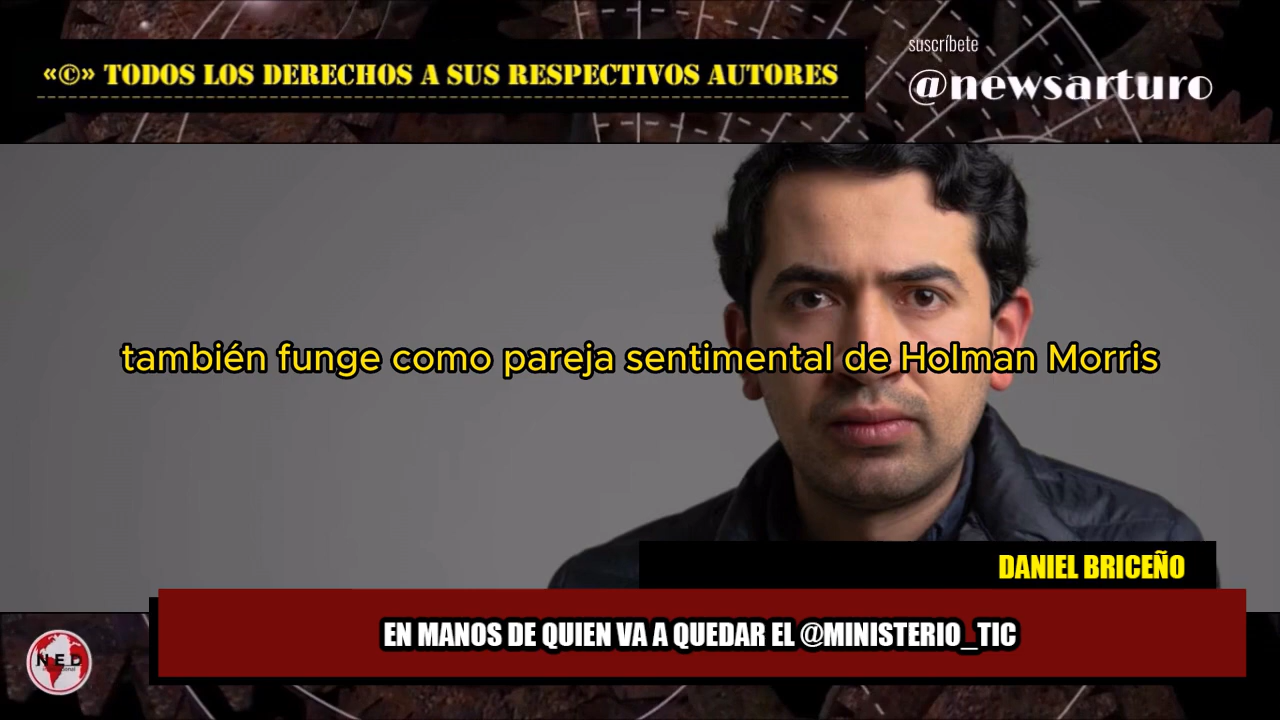 «©» TODOS LOS DERECHOS A SUS RESPECTIVOS AUTORES
suscríbete
@newsarturo
también funge como pareja sentimental de Holman Morris
DANIEL BRICEÑO
EN MANOS DE QUIEN VA A QUEDAR EL @MINISTERIO_TIC
NED